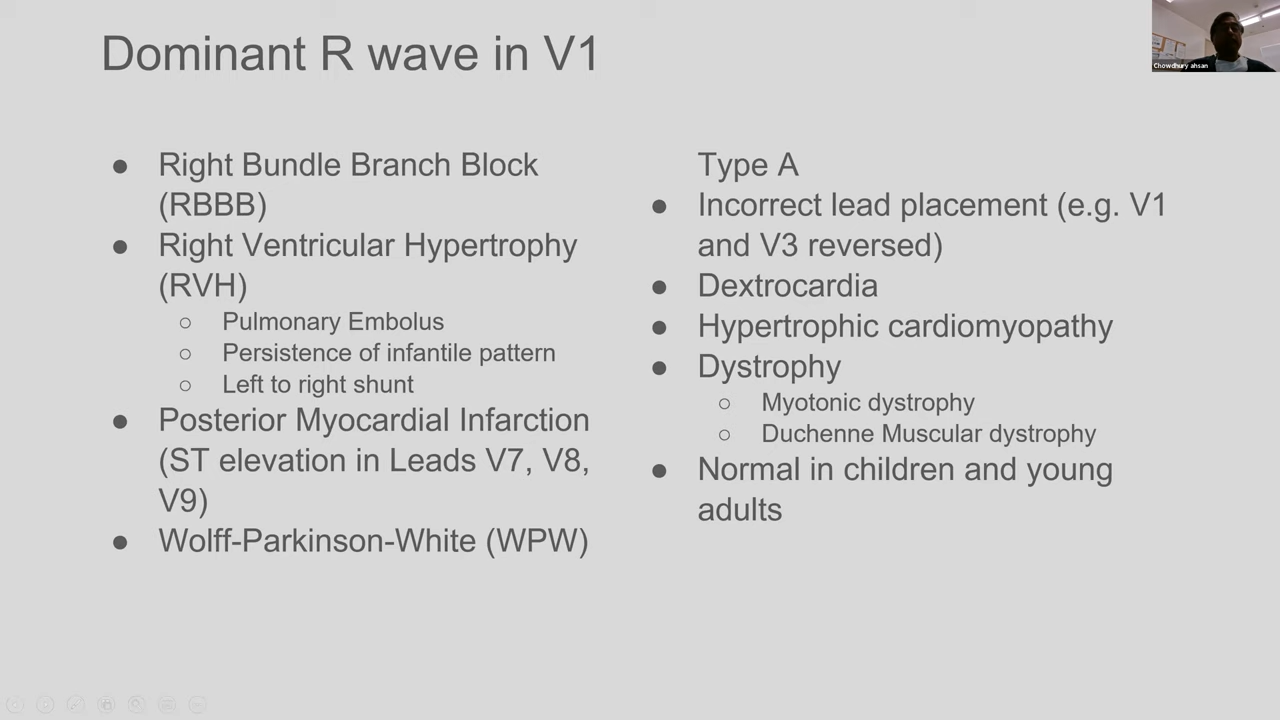 Dominant R wave in V1
Chowdhury ahsan
● Right Bundle Branch Block
(RBBB)
● Right Ventricular Hypertrophy
(RVH)
○ Pulmonary Embolus
○ Persistence of infantile pattern
○ Left to right shunt
● Posterior Myocardial Infarction
(ST elevation in Leads V7, V8,
V9)
● Wolff-Parkinson-White (WPW)
Type A
● Incorrect lead placement (e.g. V1
and V3 reversed)
● Dextrocardia
● Hypertrophic cardiomyopathy
● Dystrophy
○ Myotonic dystrophy
○ Duchenne Muscular dystrophy
● Normal in children and young
adults